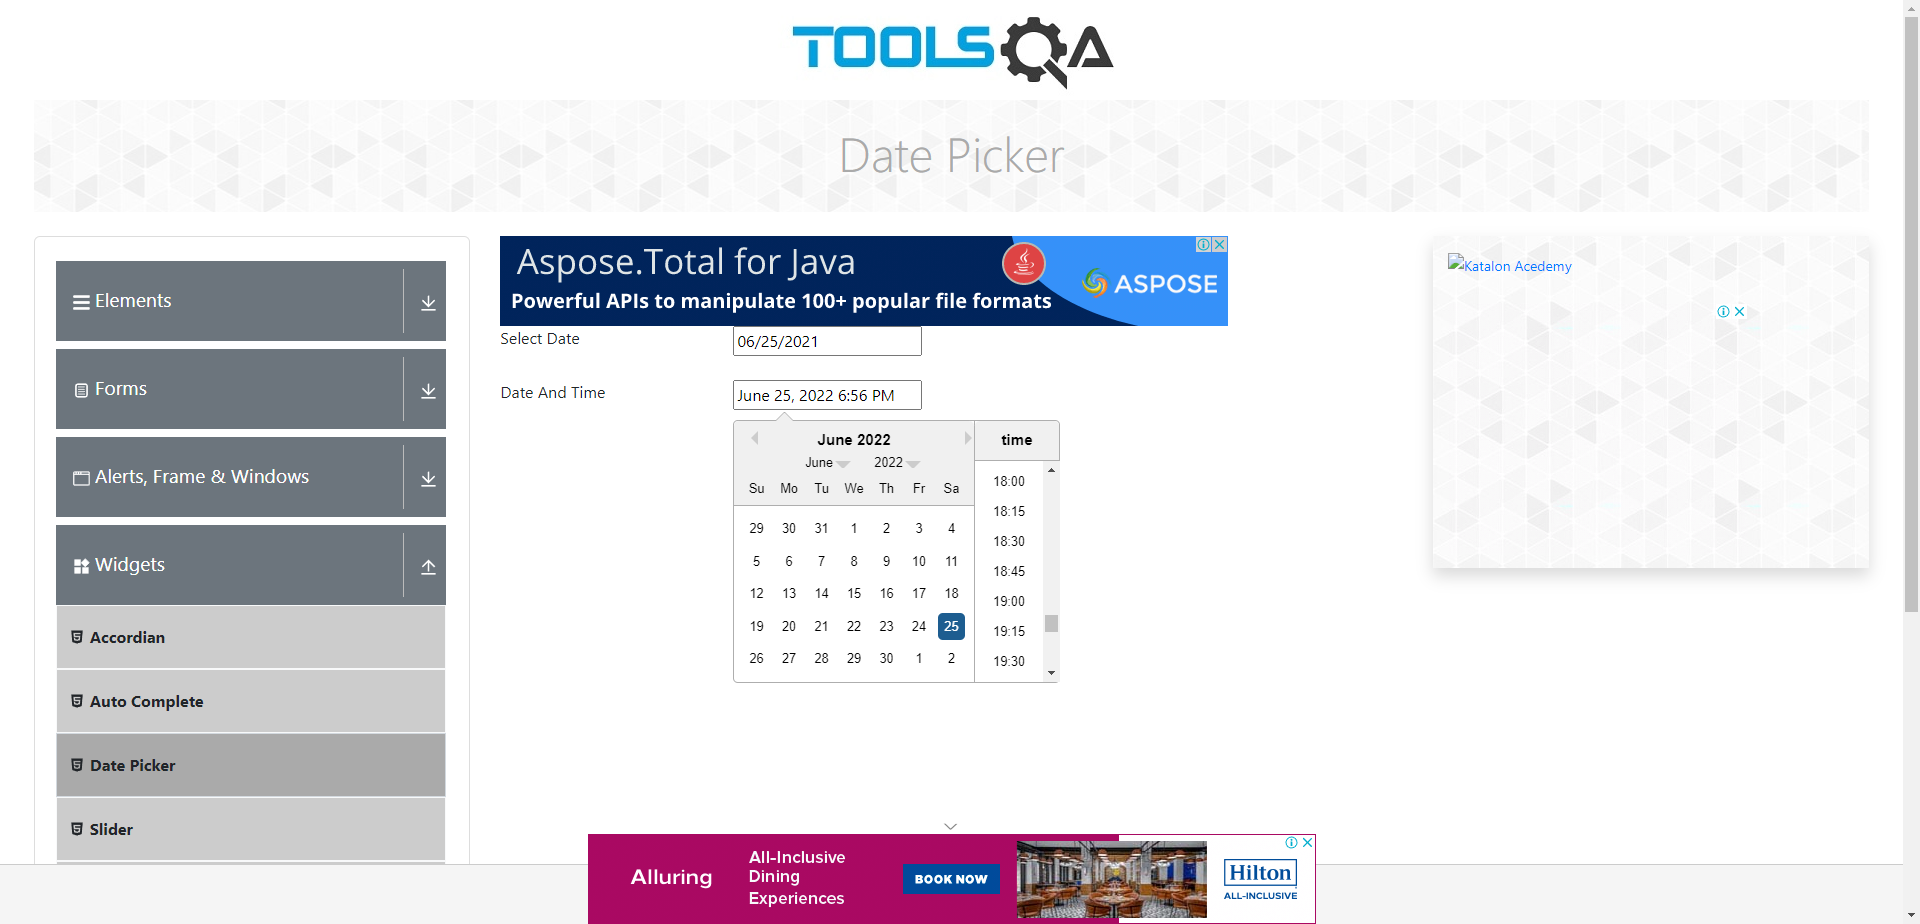 TOOLSQA
Date Picker
Elements
Forms
Alerts, Frame & Windows
Widgets
Accordian
Auto Complete
Date Picker
Slider
Aspose.Total for Java
Powerful APIs to manipulate 100+ popular file formats
ASPOSE
Select Date
06/25/2021
Date And Time
June 25, 2022 6:56 PM
June 2022
June 2022
Su Mo Tu We Th Fr Sa
29 30 31 1 2 3 4
5 6 7 8 9 10 11
12 13 14 15 16 17 18
19 20 21 22 23 24 25
26 27 28 29 30 1 2
time
18:00
18:15
18:30
18:45
19:00
19:15
19:30
Katalon Acedemy
Alluring
All-Inclusive
Dining
Experiences
BOOK NOW
Hilton
ALL-INCLUSIVE